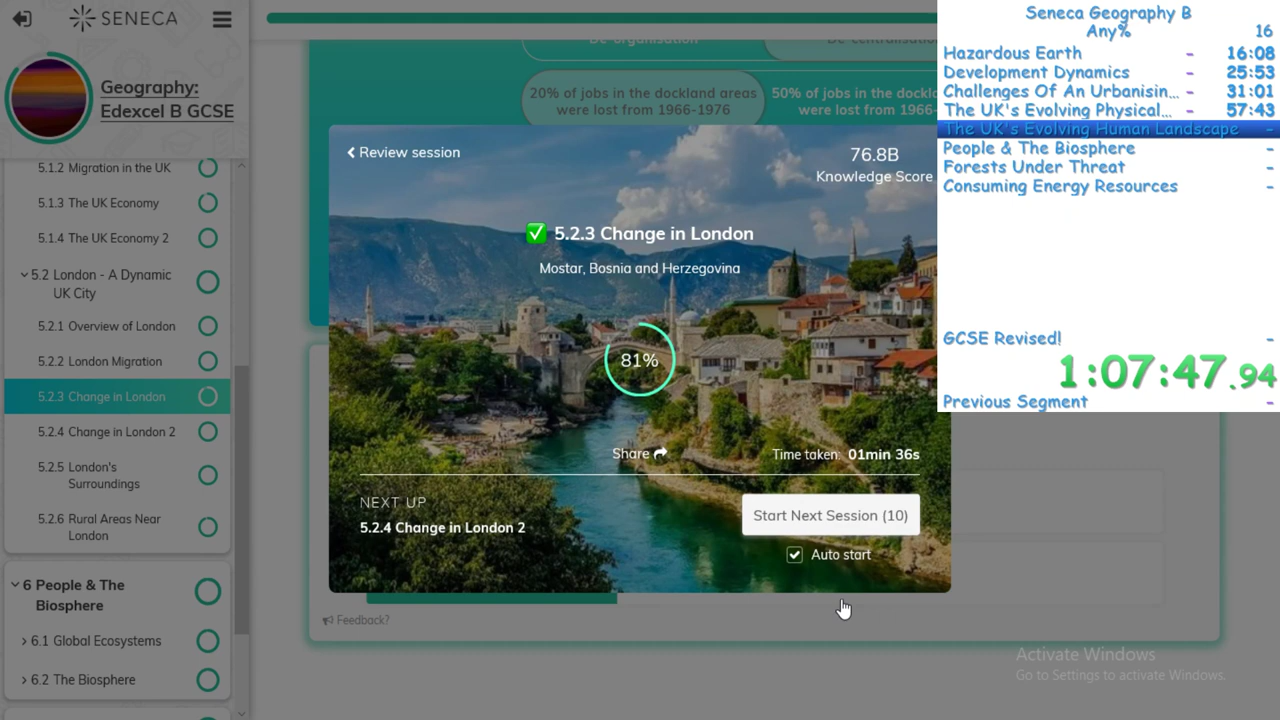 SENECA
Geography:
Edexcel B GCSE
5.1.2 Migration in the UK
5.1.3 The UK Economy
5.1.4 The UK Economy 2
5.2 London - A Dynamic
UK City
5.2.1 Overview of London
5.2.2 London Migration
5.2.3 Change in London
5.2.4 Change in London 2
5.2.5 London's
Surroundings
5.2.6 Rural Areas Near
London
6 People & The
Biosphere
6.1 Global Ecosystems
6.2 The Biosphere
De-organisation
De-centralisation
20% of jobs in the dockland areas
were lost from 1966-1976
50% of jobs in the dockl
were lost from 1966-
Review session
76.8B
Knowledge Score
5.2.3 Change in London
Mostar, Bosnia and Herzegovina
81%
Share
Time taken: 01min 36s
NEXT UP
5.2.4 Change in London 2
Start Next Session (10)
Auto start
Feedback?
Seneca Geography B
Any% 16
Hazardous Earth - 16:08
Development Dynamics - 25:53
Challenges Of An Urbanisin... - 31:01
The UK's Evolving Physical... - 57:43
The UK's Evolving Human Landscape -
People & The Biosphere -
Forests Under Threat -
Consuming Energy Resources -
GCSE Revised! -
1:07:47.94
Previous Segment -
Activate Windows
Go to Settings to activate Windows.